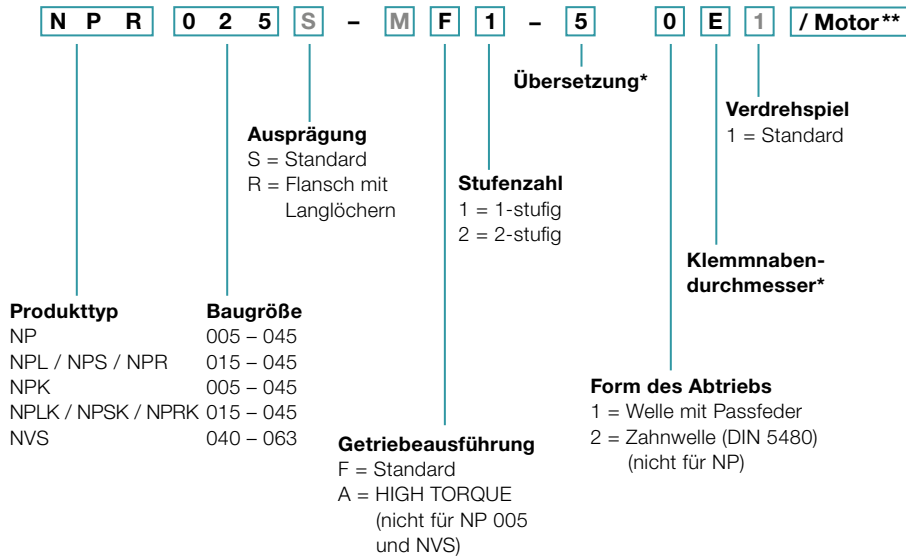 N P R 0 2 5 S – M F 1 – 5 0 E 1 / Motor**
Übersetzung*
Verdrehspiel
1 = Standard
Ausprägung
S = Standard
R = Flansch mit
Langlöchern
Stufenzahl
1 = 1-stufig
2 = 2-stufig
Klemmnaben-
durchmesser*
Produkttyp Baugröße
NP 005 – 045
NPL / NPS / NPR 015 – 045
NPK 005 – 045
NPLK / NPSK / NPRK 015 – 045
NVS 040 – 063
Form des Abtriebs
1 = Welle mit Passfeder
2 = Zahnwelle (DIN 5480)
(nicht für NP)
Getriebeausführung
F = Standard
A = HIGH TORQUE
(nicht für NP 005
und NVS)